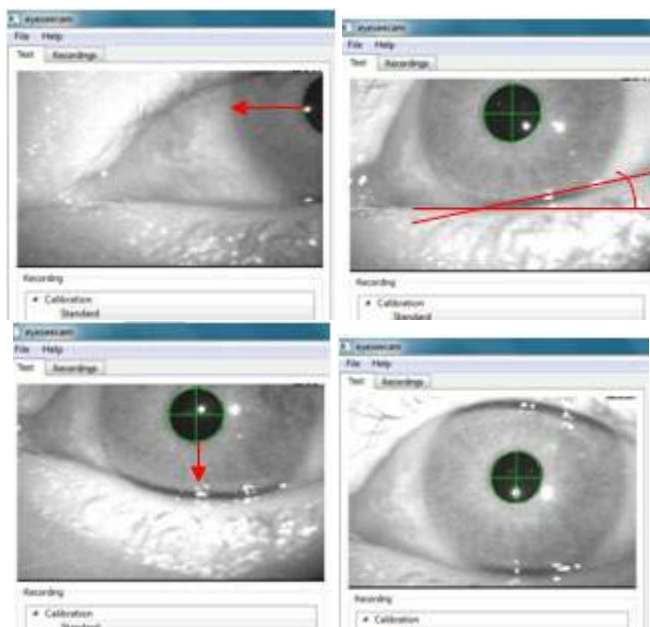 eyeseecam
File Help
Test Recordings
Recording
Calibration
Standard
eyeseecam
File Help
Test Recordings
Recording
Calibration
Standard
eyeseecam
File Help
Test Recordings
Recording
Calibration
Standard
eyeseecam
File Help
Test Recordings
Recording
Calibration